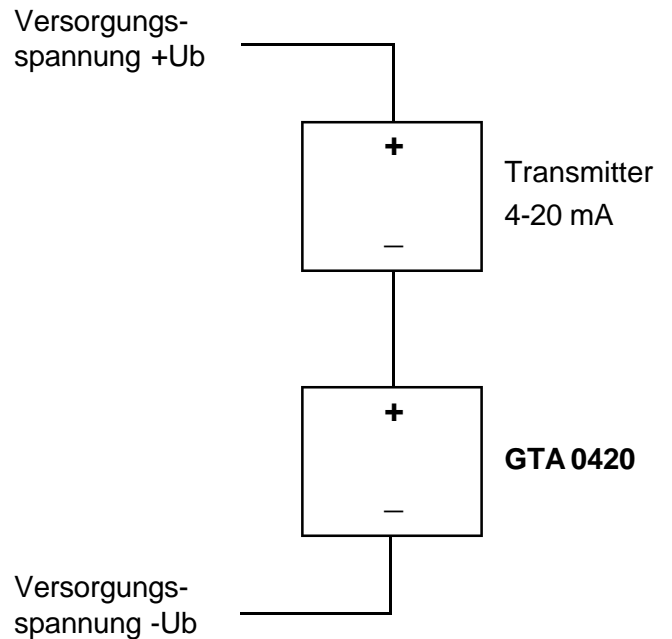 Versorgungs-
spannung +Ub
+
Transmitter
4-20 mA
_
+
GTA 0420
_
Versorgungs-
spannung -Ub